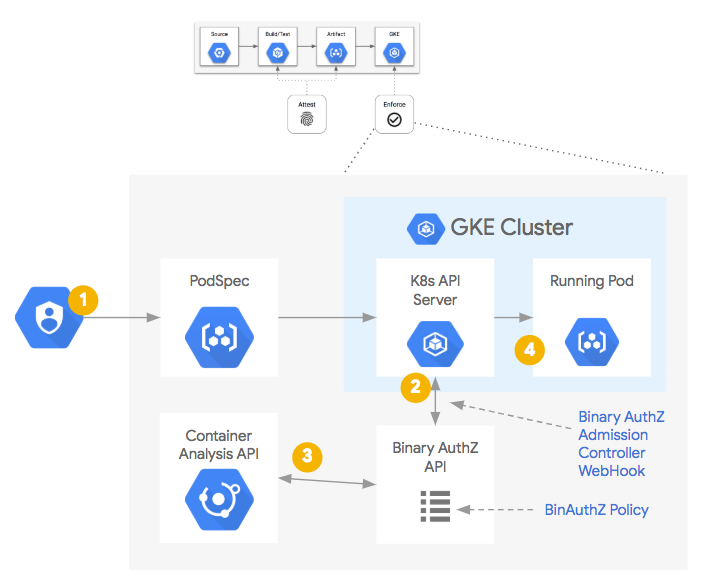 Source
Build/Test
Artifact
GKE
Attest
Enforce
GKE Cluster
PodSpec
K8s API
Server
Running Pod
1
2
4
Binary AuthZ
Admission
Controller
WebHook
Container
Analysis API
3
Binary AuthZ
API
BinAuthZ Policy